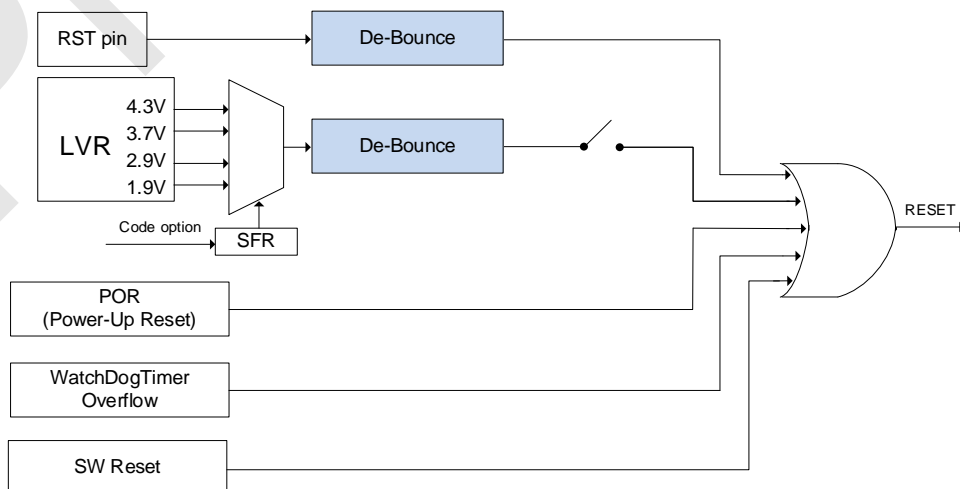 RST pin
De-Bounce
LVR
4.3V
3.7V
2.9V
1.9V
De-Bounce
Code option
SFR
RESET
POR
(Power-Up Reset)
WatchDogTimer
Overflow
SW Reset